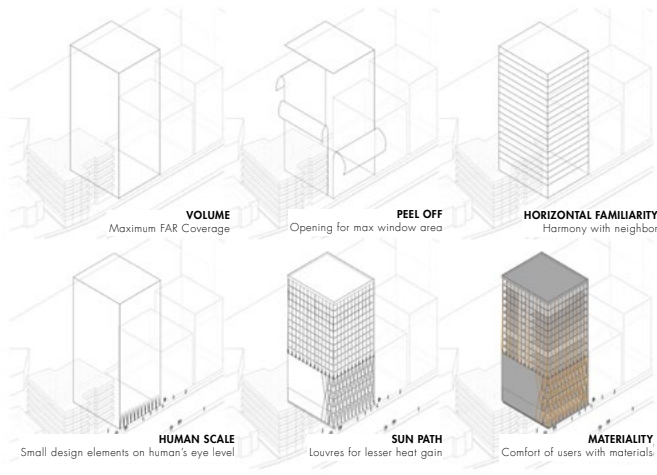 VOLUME
Maximum FAR Coverage
PEEL OFF
Opening for max window area
HORIZONTAL FAMILIARITY
Harmony with neighbor
HUMAN SCALE
Small design elements on human's eye level
SUN PATH
Louvres for lesser heat gain
MATERIALITY
Comfort of users with materials